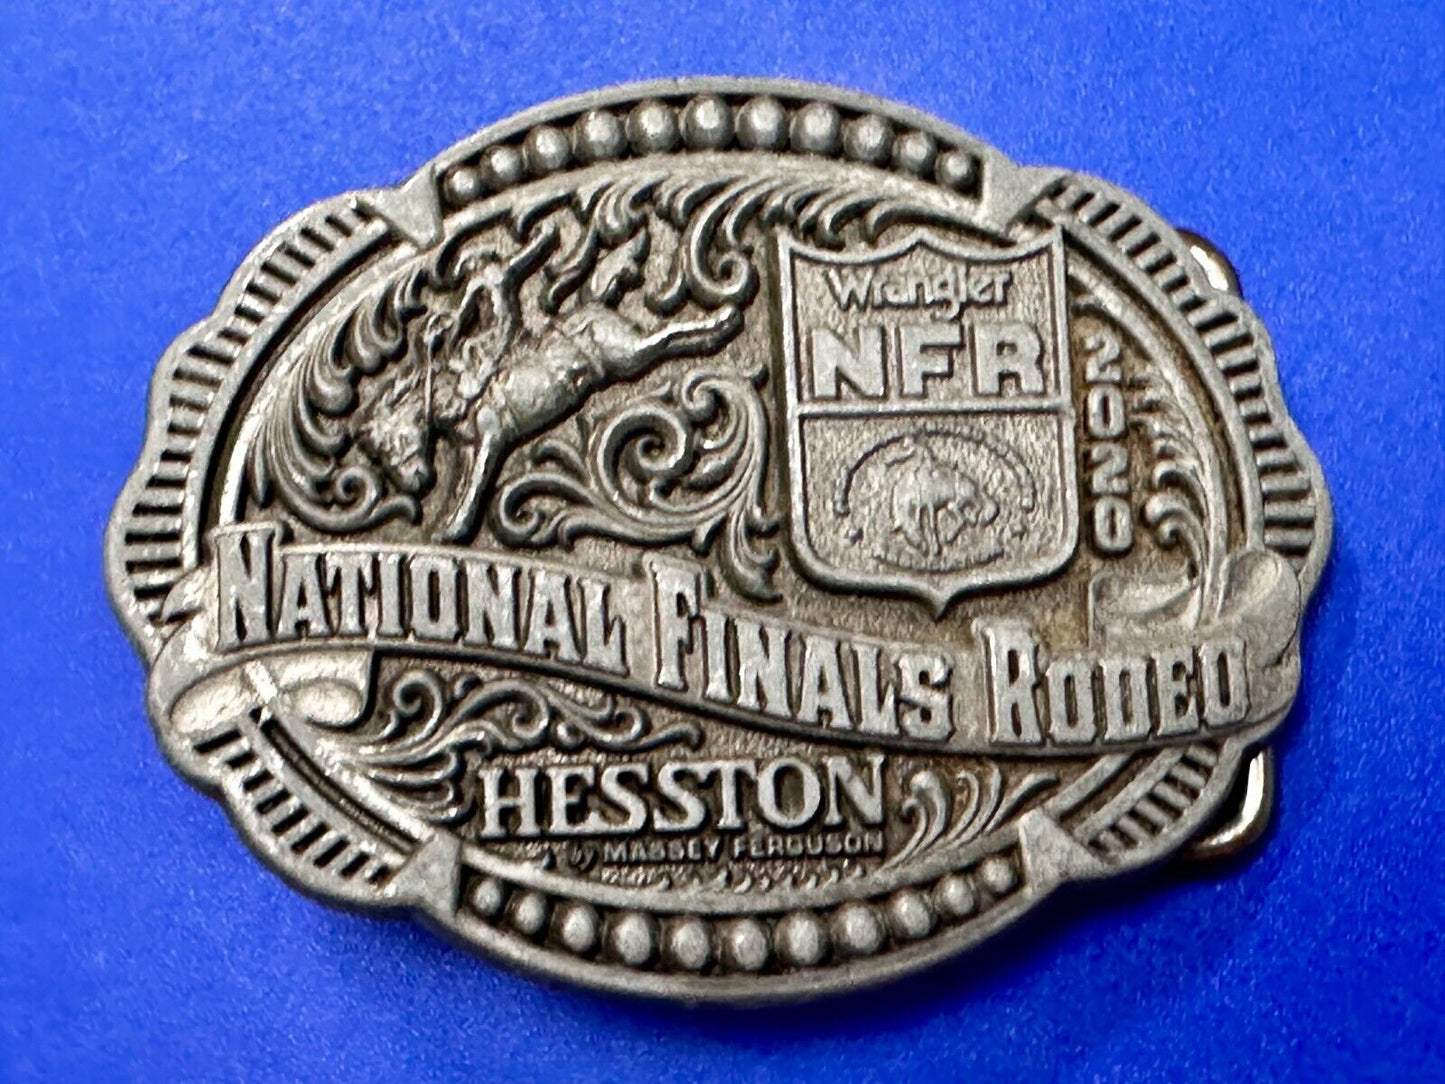 Wrangler
NFR
2020
NATIONAL FINALS RODEO
HESSTON
by MASSEY FERGUSON